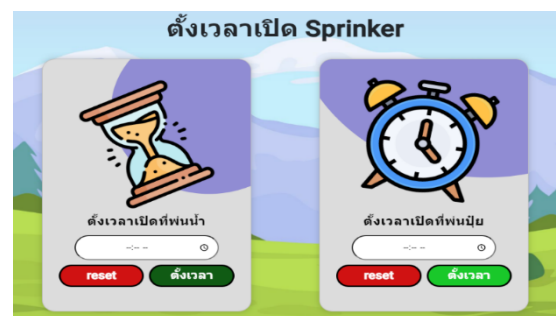 ตั้งเวลาเปิด Sprinker
ตั้งเวลาเปิดที่พ่นน้ำ
--:-- --
reset
ตั้งเวลา
ตั้งเวลาเปิดที่พ่นปุ๋ย
--:-- --
reset
ตั้งเวลา